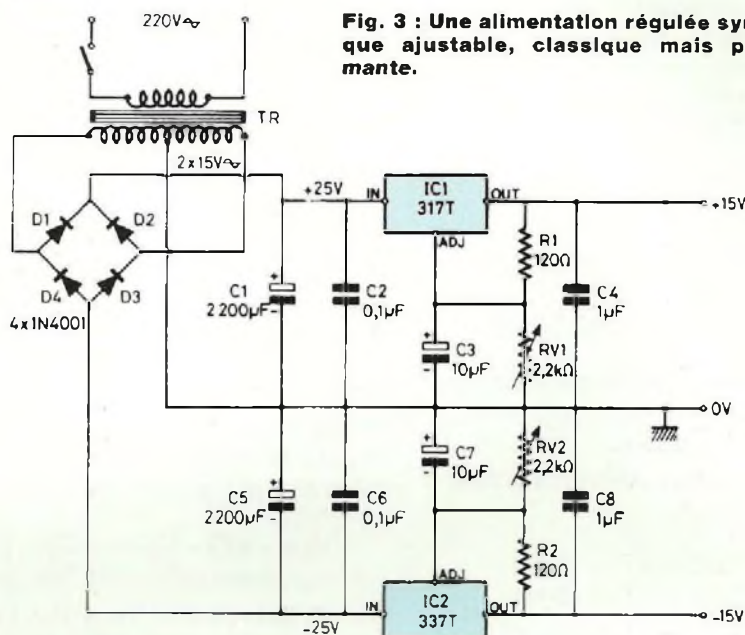 Fig. 3 : Une alimentation régulée
que ajustable, classique mais
mante.
220V~
TR
2x15V~
D1
D2
D4
D3
4x1N4001
+25V
IN
IC1
317T
OUT
ADJ
+15V
R1
120Ω
C1
2200µF
C2
0,1µF
C3
10µF
RV1
2,2kΩ
C4
1µF
0V
C5
2200µF
C6
0,1µF
C7
10µF
RV2
2,2kΩ
C8
1µF
R2
120Ω
ADJ
-25V
IN
IC2
337T
OUT
-15V